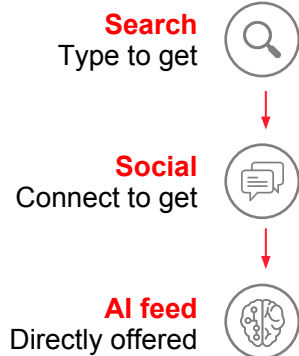 Search
Type to get
Social
Connect to get
AI feed
Directly offered